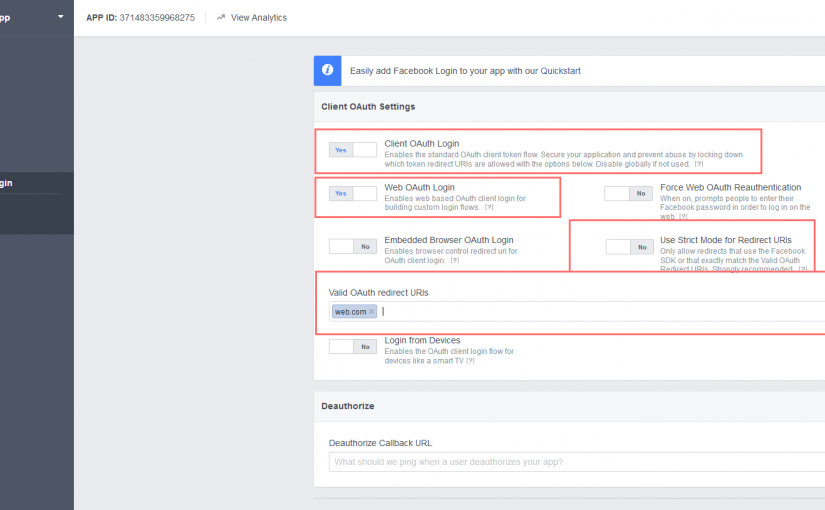 pp
APP ID: 371483359968275 View Analytics
Easily add Facebook Login to your app with our Quickstart
Client OAuth Settings
Yes
Client OAuth Login
Enables the standard OAuth client token flow. Secure your application and prevent abuse by locking down
which token redirect URIs are allowed with the options below. Disable globally if not used. [?]
gin
Yes
Web OAuth Login
Enables web based OAuth client login for
building custom login flows. [?]
No
Force Web OAuth Reauthentication
When on, prompts people to enter their
Facebook password in order to log in on the
web. [?]
No
Embedded Browser OAuth Login
Enables browser control redirect uri for
OAuth client login. [?]
No
Use Strict Mode for Redirect URIs
Only allow redirects that use the Facebook
SDK or that exactly match the Valid OAuth
Redirect URIs. Strongly recommended. [?]
Valid OAuth redirect URIs
web.com ×
No
Login from Devices
Enables the OAuth client login flow for
devices like a smart TV [?]
Deauthorize
Deauthorize Callback URL
What should we ping when a user deauthorizes your app?